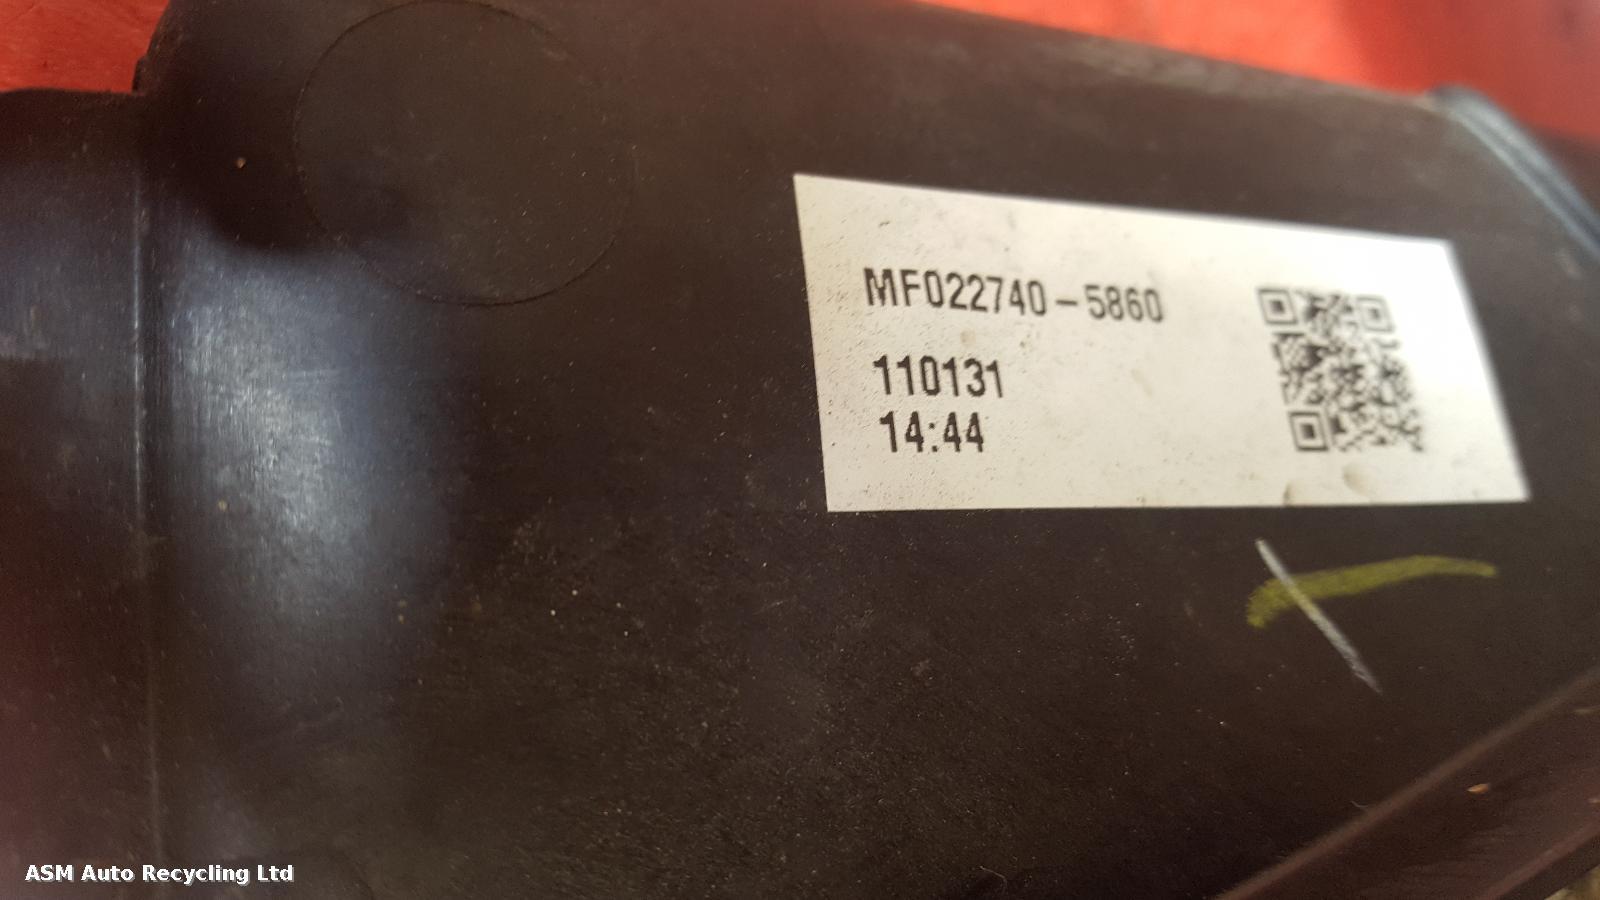 MF022740-5860
110131
14:44
ASM Auto Recycling Ltd